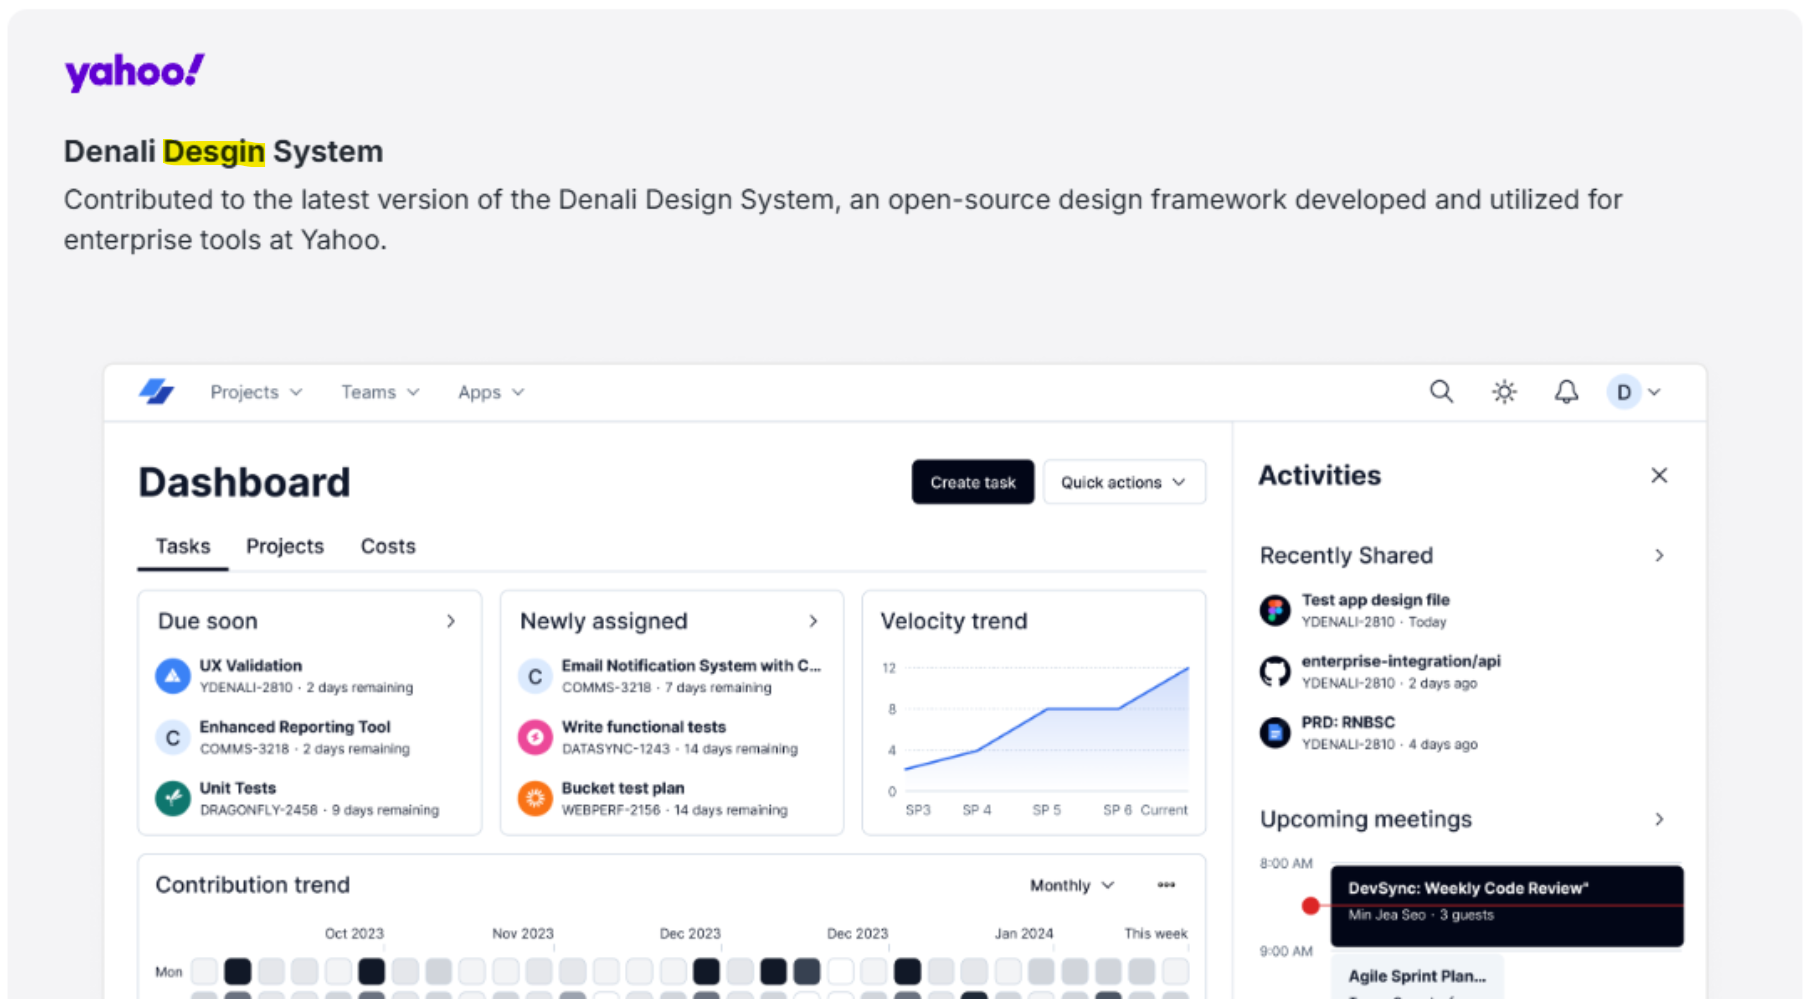 yahoo!
Denali Desgin System
Contributed to the latest version of the Denali Design System, an open-source design framework developed and utilized for
enterprise tools at Yahoo.
Projects
Teams
Apps
D
Dashboard
Create task
Quick actions
Tasks
Projects
Costs
Due soon
UX Validation
YDENALI-2810 · 2 days remaining
C
Enhanced Reporting Tool
COMMS-3218 · 2 days remaining
Unit Tests
DRAGONFLY-2458 · 9 days remaining
Newly assigned
C
Email Notification System with C...
COMMS-3218 · 7 days remaining
Write functional tests
DATASYNC-1243 · 14 days remaining
Bucket test plan
WEBPERF-2156 · 14 days remaining
Velocity trend
12
8
4
0
SP3
SP 4
SP 5
SP 6
Current
Contribution trend
Monthly
Oct 2023
Nov 2023
Dec 2023
Dec 2023
Jan 2024
This week
Mon
Activities
Recently Shared
Test app design file
YDENALI-2810 · Today
enterprise-integration/api
YDENALI-2810 · 2 days ago
PRD: RNBSC
YDENALI-2810 · 4 days ago
Upcoming meetings
8:00 AM
DevSync: Weekly Code Review"
Min Jea Seo · 3 guests
9:00 AM
Agile Sprint Plan...